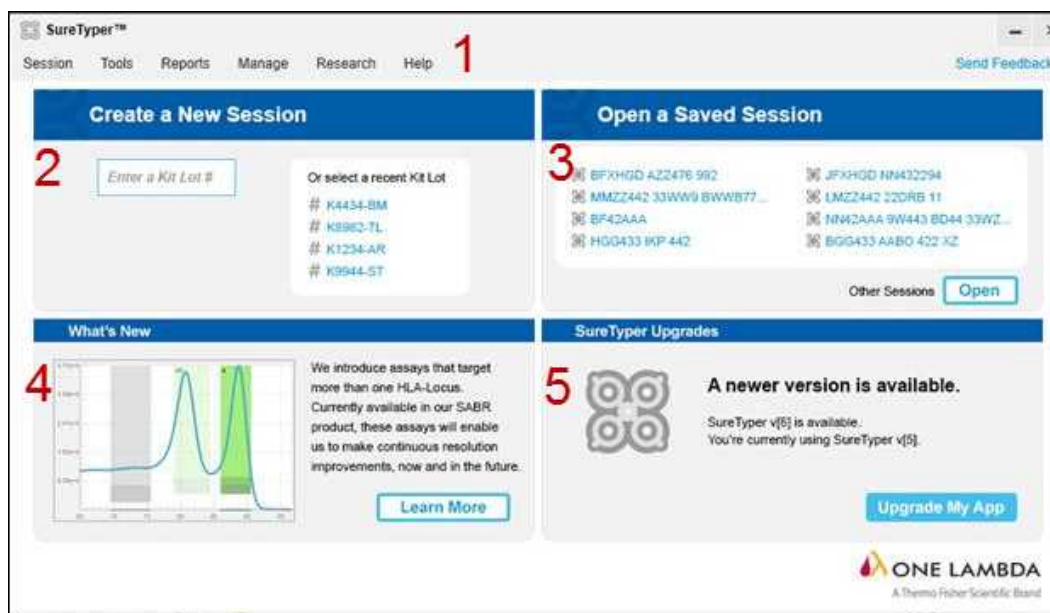 SureTyper™
Session Tools Reports Manage Research Help 1
Send Feedback
Create a New Session
2
Enter a Kit Lot #
Or select a recent Kit Lot
# K4434-BM
# K8982-TL
# K1234-AR
# K9944-ST
Open a Saved Session
3
BFXHGD AZZ476 992
MMZZ442 33WW9 BWWB77...
BF42AAA
HGG433 IKP 442
JFXHGD NN432294
LMZZ442 22DRB 11
NN42AAA 9W443 BD44 33WZ...
BGG433 AABO 422 XZ
Other Sessions Open
What's New
4
We introduce assays that target
more than one HLA-Locus.
Currently available in our SABR
product, these assays will enable
us to make continuous resolution
improvements, now and in the future.
Learn More
SureTyper Upgrades
5
A newer version is available.
SureTyper v[6] is available.
You're currently using SureTyper v[5].
Upgrade My App
ONE LAMBDA
A Thermo Fisher Scientific Brand